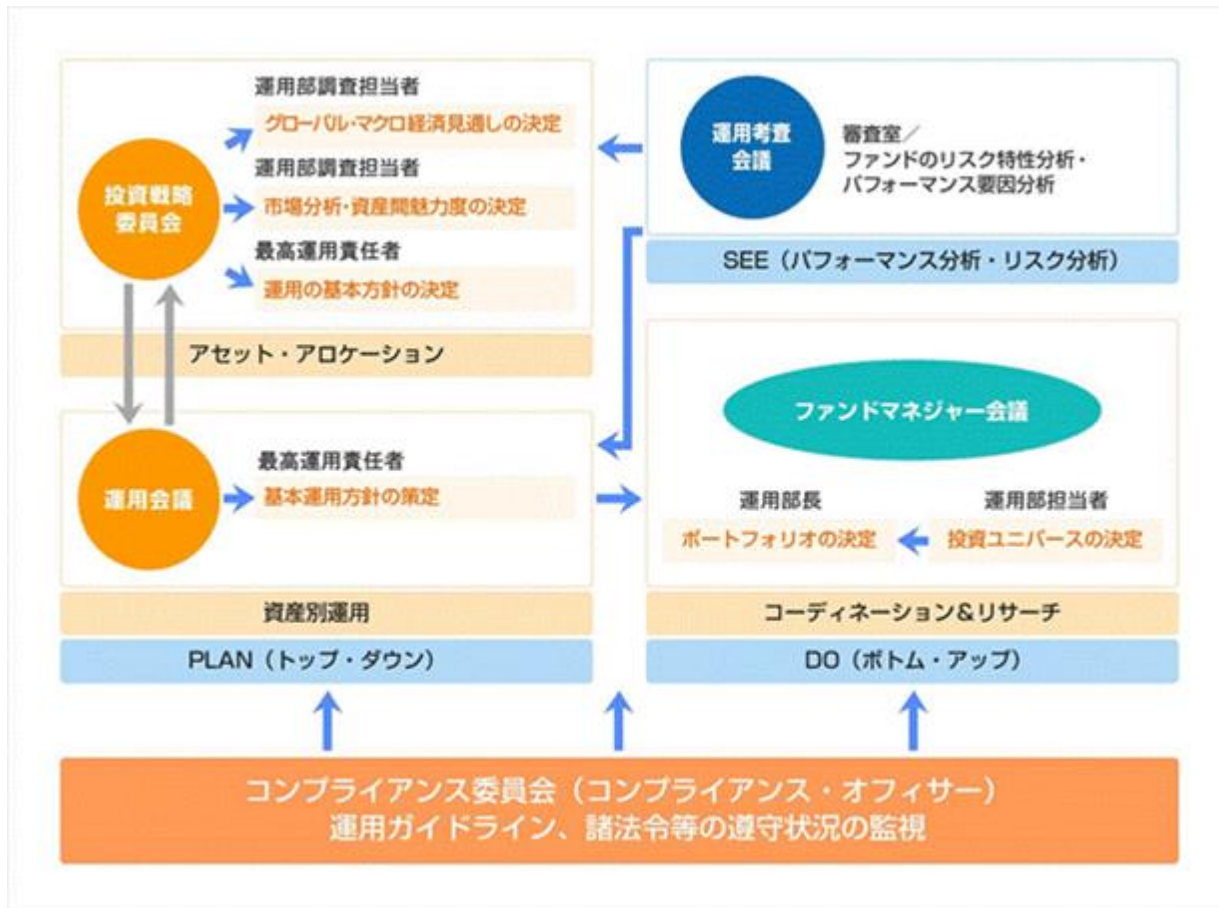 運用部調査担当者
グローバル・マクロ経済見通しの決定
運用部調査担当者
市場分析・資産間魅力度の決定
最高運用責任者
運用の基本方針の決定
投資戦略
委員会
アセット・アロケーション
運用考査
会議
審査室／
ファンドのリスク特性分析・
パフォーマンス要因分析
SEE（パフォーマンス分析・リスク分析）
運用会議
最高運用責任者
基本運用方針の策定
資産別運用
PLAN（トップ・ダウン）
ファンドマネジャー会議
運用部長
ポートフォリオの決定
運用部担当者
投資ユニバースの決定
コーディネーション＆リサーチ
DO（ボトム・アップ）
コンプライアンス委員会（コンプライアンス・オフィサー）
運用ガイドライン、諸法令等の遵守状況の監視